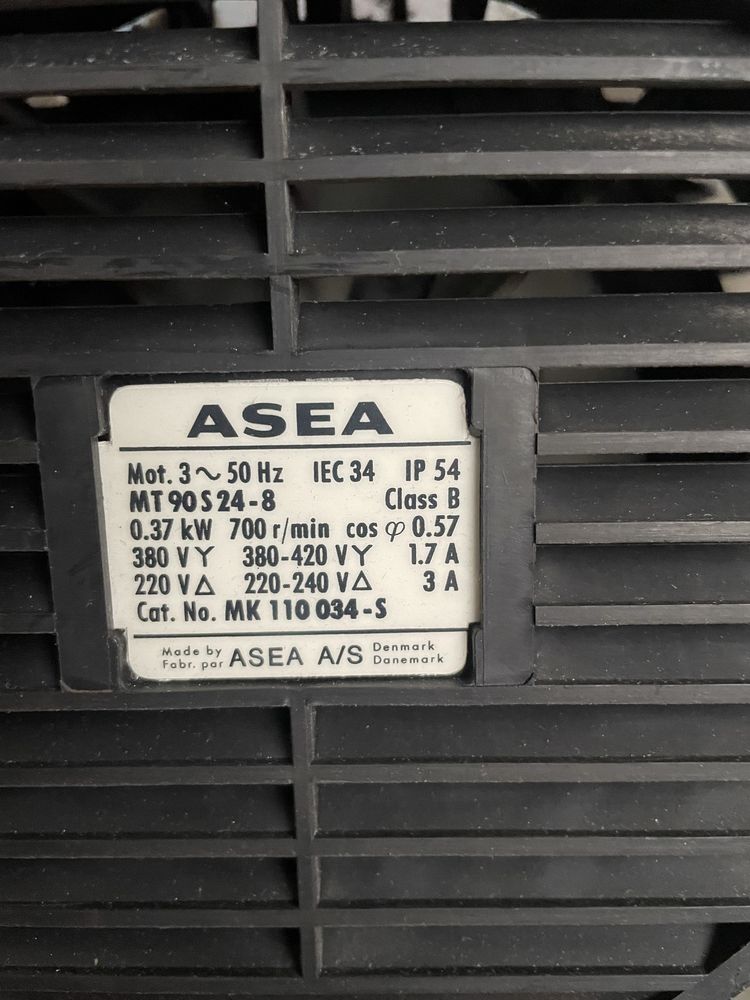 ASEA
Mot. 3~50 Hz IEC 34 IP 54
MT 90 S 24-8 Class B
0.37 kW 700 r/min cos φ 0.57
380 V Y 380-420 V Y 1.7 A
220 V Δ 220-240 V Δ 3 A
Cat. No. MK 110 034-S
Made by ASEA A/S Denmark
Fabr. par Danemark